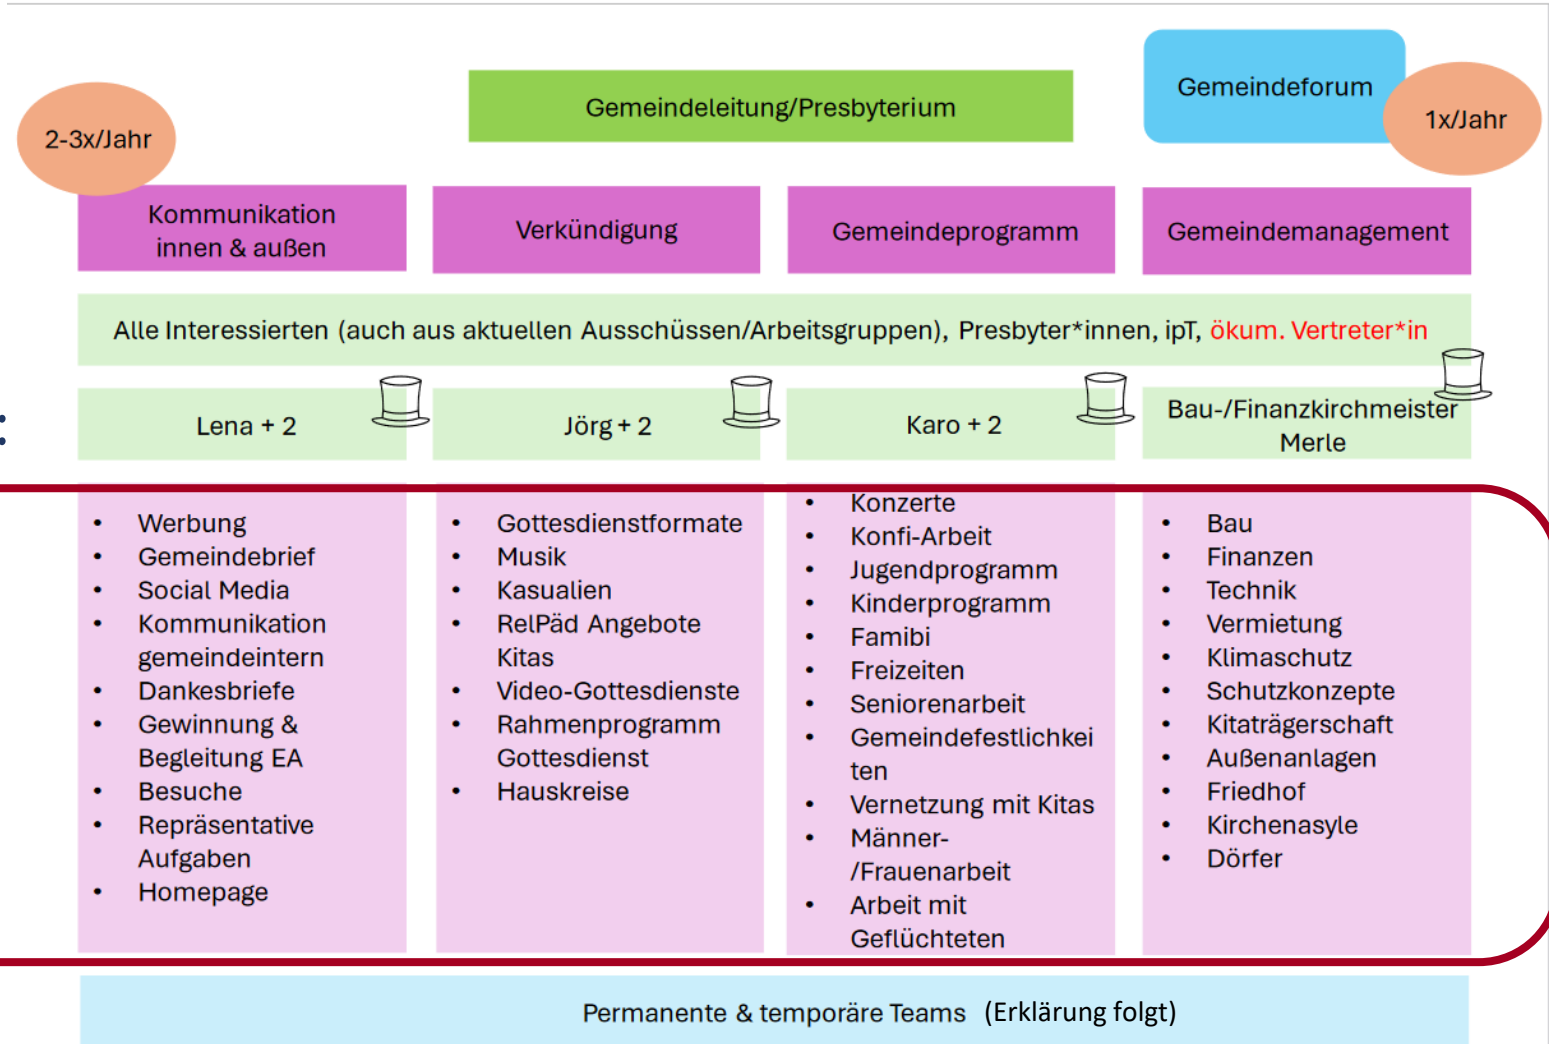 Gemeindeforum
Gemeindeleitung/Presbyterium
1x/Jahr
2-3x/Jahr
Kommunikation
innen & außen
Verkündigung
Gemeindeprogramm
Gemeindemanagement
Alle Interessierten (auch aus aktuellen Ausschüssen/Arbeitsgruppen), Presbyter*innen, ipT, ökum. Vertreter*in
:
Lena + 2
Jörg + 2
Karo + 2
Bau-/Finanzkirchmeister
Merle
• Werbung
• Gemeindebrief
• Social Media
• Kommunikation
gemeindeintern
• Dankesbriefe
• Gewinnung &
Begleitung EA
• Besuche
• Repräsentative
Aufgaben
• Homepage
• Gottesdienstformate
• Musik
• Kasualien
• RelPäd Angebote
Kitas
• Video-Gottesdienste
• Rahmenprogramm
Gottesdienst
• Hauskreise
• Konzerte
• Konfi-Arbeit
• Jugendprogramm
• Kinderprogramm
• Famibi
• Freizeiten
• Seniorenarbeit
• Gemeindefestlichkei
ten
• Vernetzung mit Kitas
• Männer-
/Frauenarbeit
• Arbeit mit
Geflüchteten
• Bau
• Finanzen
• Technik
• Vermietung
• Klimaschutz
• Schutzkonzepte
• Kitaträgerschaft
• Außenanlagen
• Friedhof
• Kirchenasyle
• Dörfer
Permanente & temporäre Teams (Erklärung folgt)